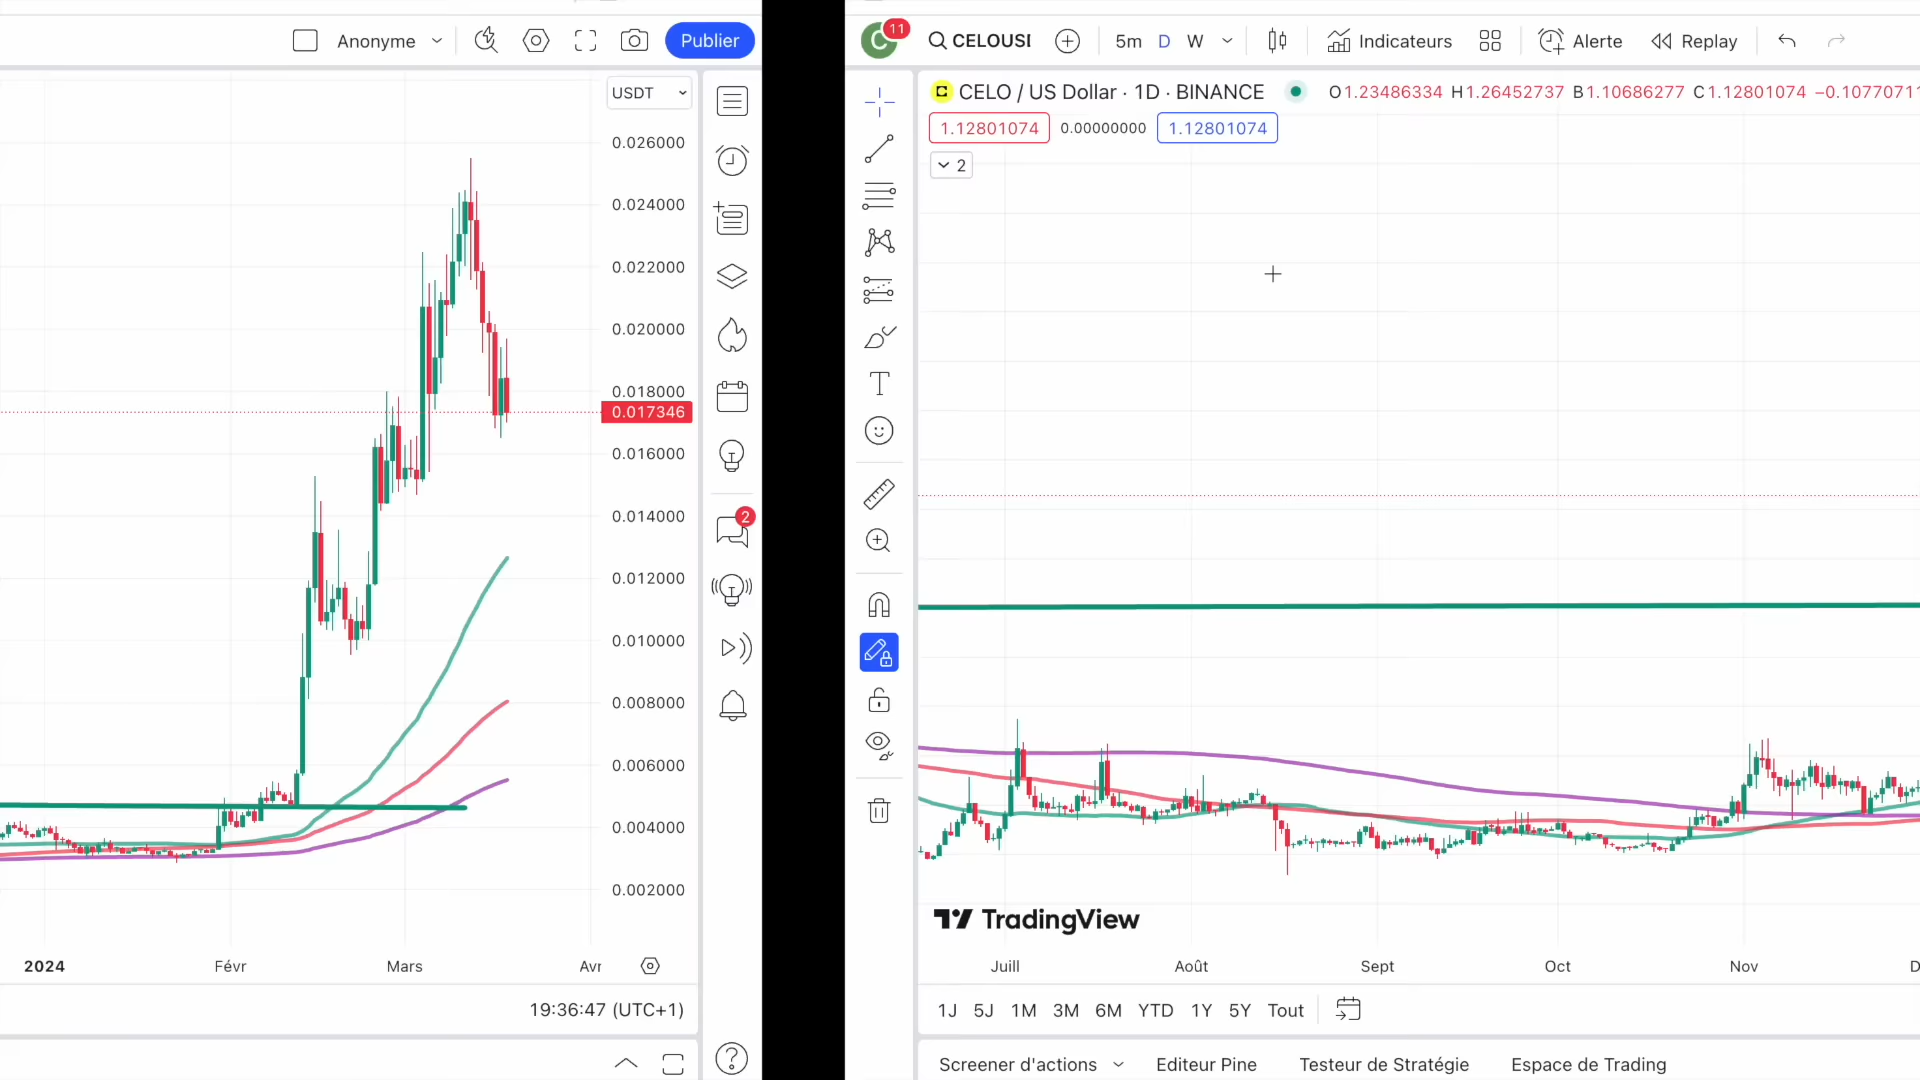 Anonyme
Publier
USDT
0.026000
0.024000
0.022000
0.020000
0.018000
0.017346
0.016000
0.014000
0.012000
0.010000
0.008000
0.006000
0.004000
0.002000
2024 Févr Mars Avr
19:36:47 (UTC+1)
2
C 11 CELOUSI 5m D W Indicateurs Alerte Replay
CELO / US Dollar · 1D · BINANCE O1.23486334 H1.26452737 B1.10686277 C1.12801074 −0.1077071
1.12801074 0.00000000 1.12801074
2
TradingView
Juill Août Sept Oct Nov D
1J 5J 1M 3M 6M YTD 1Y 5Y Tout
Screener d'actions Editeur Pine Testeur de Stratégie Espace de Trading